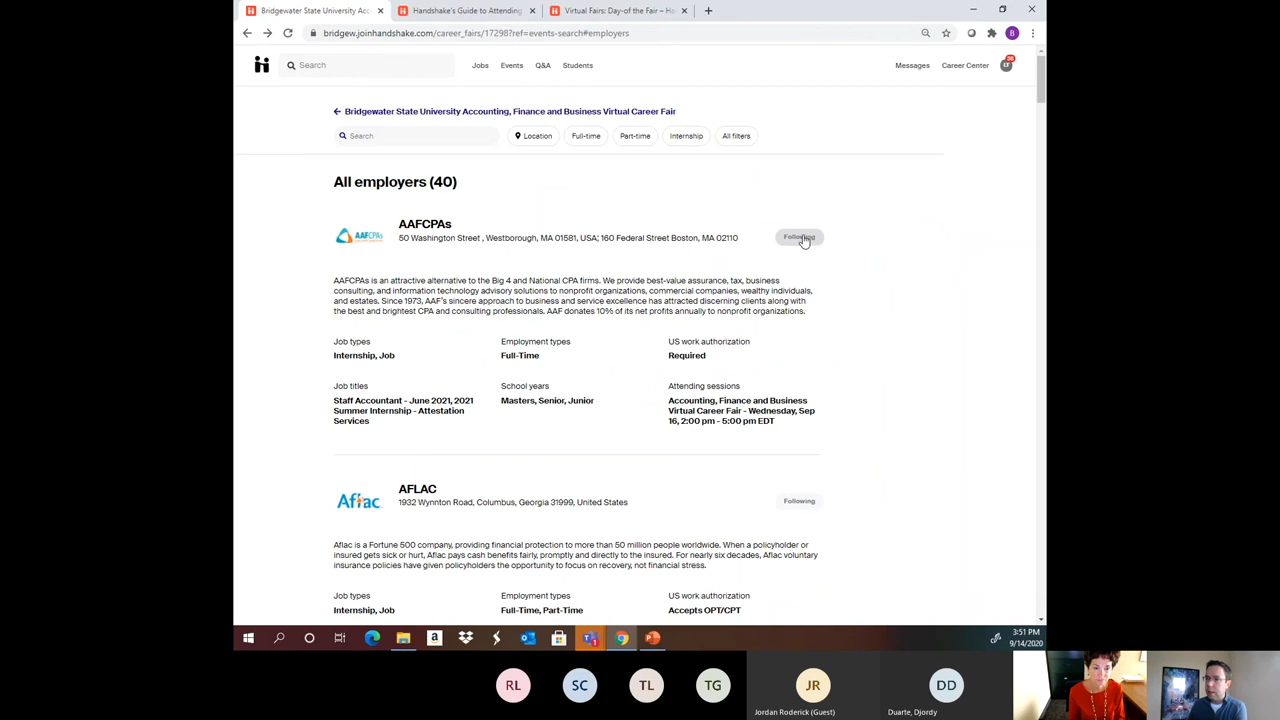 Bridgewater State University Acc
Handshake's Guide to Attending
Virtual Fairs: Day-of the Fair – Ha
bridgew.joinhandshake.com/career_fairs/17298?ref=events-search#employers
B
Search
Jobs
Events
Q&A
Students
Messages
Career Center
Bridgewater State University Accounting, Finance and Business Virtual Career Fair
Search
Location
Full-time
Part-time
Internship
All filters
All employers (40)
AAFCPAs
AAFCPAs
50 Washington Street , Westborough, MA 01581, USA; 160 Federal Street Boston, MA 02110
Following
AAFCPAs is an attractive alternative to the Big 4 and National CPA firms. We provide best-value assurance, tax, business
consulting, and information technology advisory solutions to nonprofit organizations, commercial companies, wealthy individuals,
and estates. Since 1973, AAF's sincere approach to business and service excellence has attracted discerning clients along with
the best and brightest CPA and consulting professionals. AAF donates 10% of its net profits annually to nonprofit organizations.
Job types
Employment types
US work authorization
Internship, Job
Full-Time
Required
Job titles
School years
Attending sessions
Staff Accountant - June 2021, 2021
Summer Internship - Attestation
Services
Masters, Senior, Junior
Accounting, Finance and Business
Virtual Career Fair - Wednesday, Sep
16, 2:00 pm - 5:00 pm EDT
Aflac
AFLAC
1932 Wynnton Road, Columbus, Georgia 31999, United States
Following
Aflac is a Fortune 500 company, providing financial protection to more than 50 million people worldwide. When a policyholder or
insured gets sick or hurt, Aflac pays cash benefits fairly, promptly and directly to the insured. For nearly six decades, Aflac voluntary
insurance policies have given policyholders the opportunity to focus on recovery, not financial stress.
Job types
Employment types
US work authorization
Internship, Job
Full-Time, Part-Time
Accepts OPT/CPT
3:51 PM
9/14/2020
RL
SC
TL
TG
JR
Jordan Roderick (Guest)
DD
Duarte, Djordy